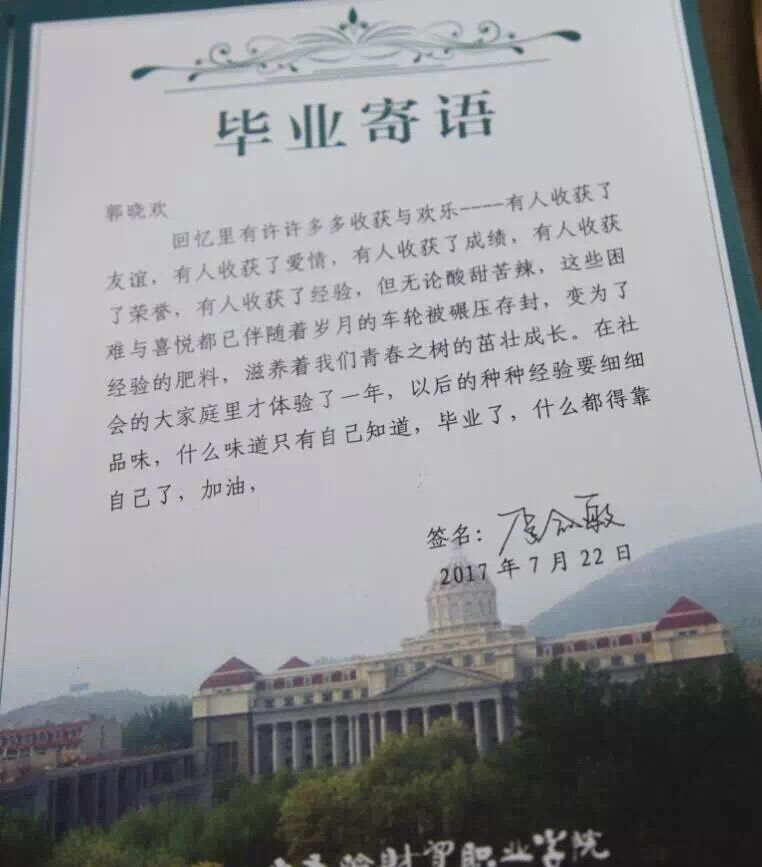 毕业寄语
郭晓欢
回忆里有许许多多收获与欢乐----有人收获了
友谊，有人收获了爱情，有人收获了成绩，有人收获
了荣誉，有人收获了经验，但无论酸甜苦辣，这些困
难与喜悦都已伴随着岁月的车轮被碾压存封，变为了
经验的肥料，滋养着我们青春之树的茁壮成长。在社
会的大家庭里才体验了一年，以后的种种经验要细细
品味，什么味道只有自己知道，毕业了，什么都得靠
自己了，加油，
签名：
2017 年 7 月 22 日
财贸职业学院